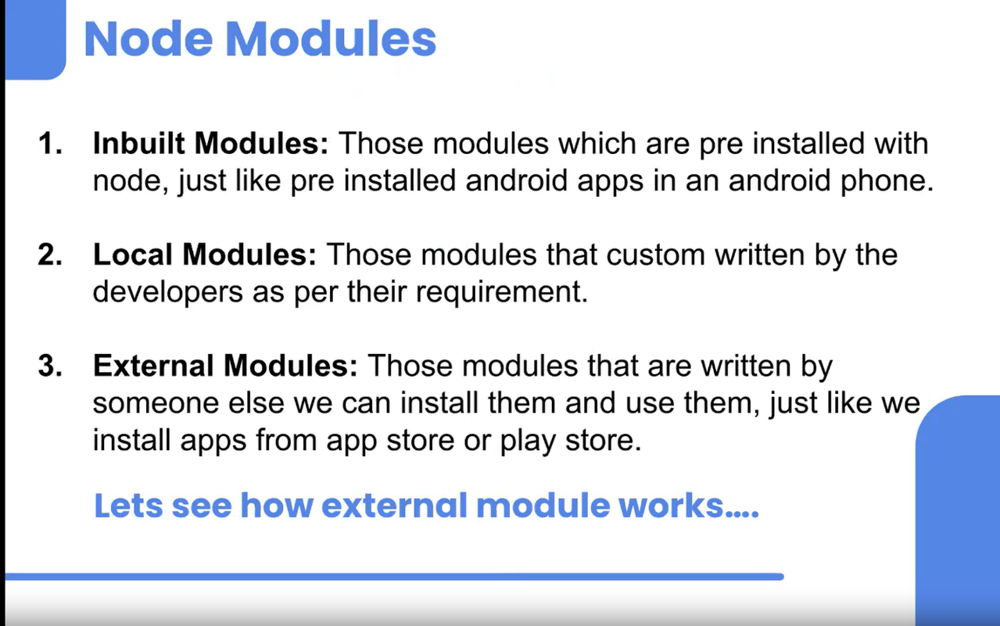 Node Modules
1. Inbuilt Modules: Those modules which are pre installed with
node, just like pre installed android apps in an android phone.
2. Local Modules: Those modules that custom written by the
developers as per their requirement.
3. External Modules: Those modules that are written by
someone else we can install them and use them, just like we
install apps from app store or play store.
Lets see how external module works....